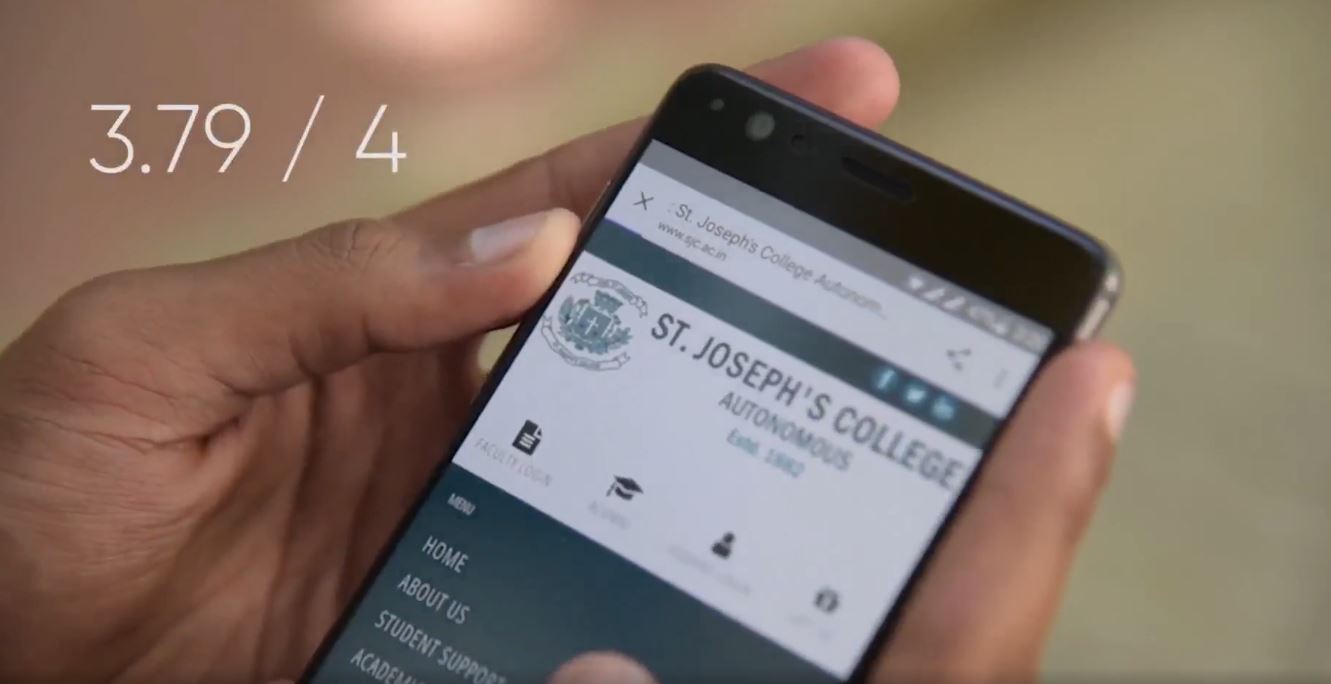 3.79 / 4
: St. Joseph's College Autonom...
www.sjc.ac.in
ST. JOSEPH'S COLLEGE
AUTONOMOUS
Estd. 1882
FACULTY LOGIN
ALUMNI
MENU
HOME
ABOUT US
STUDENT SUPPORT